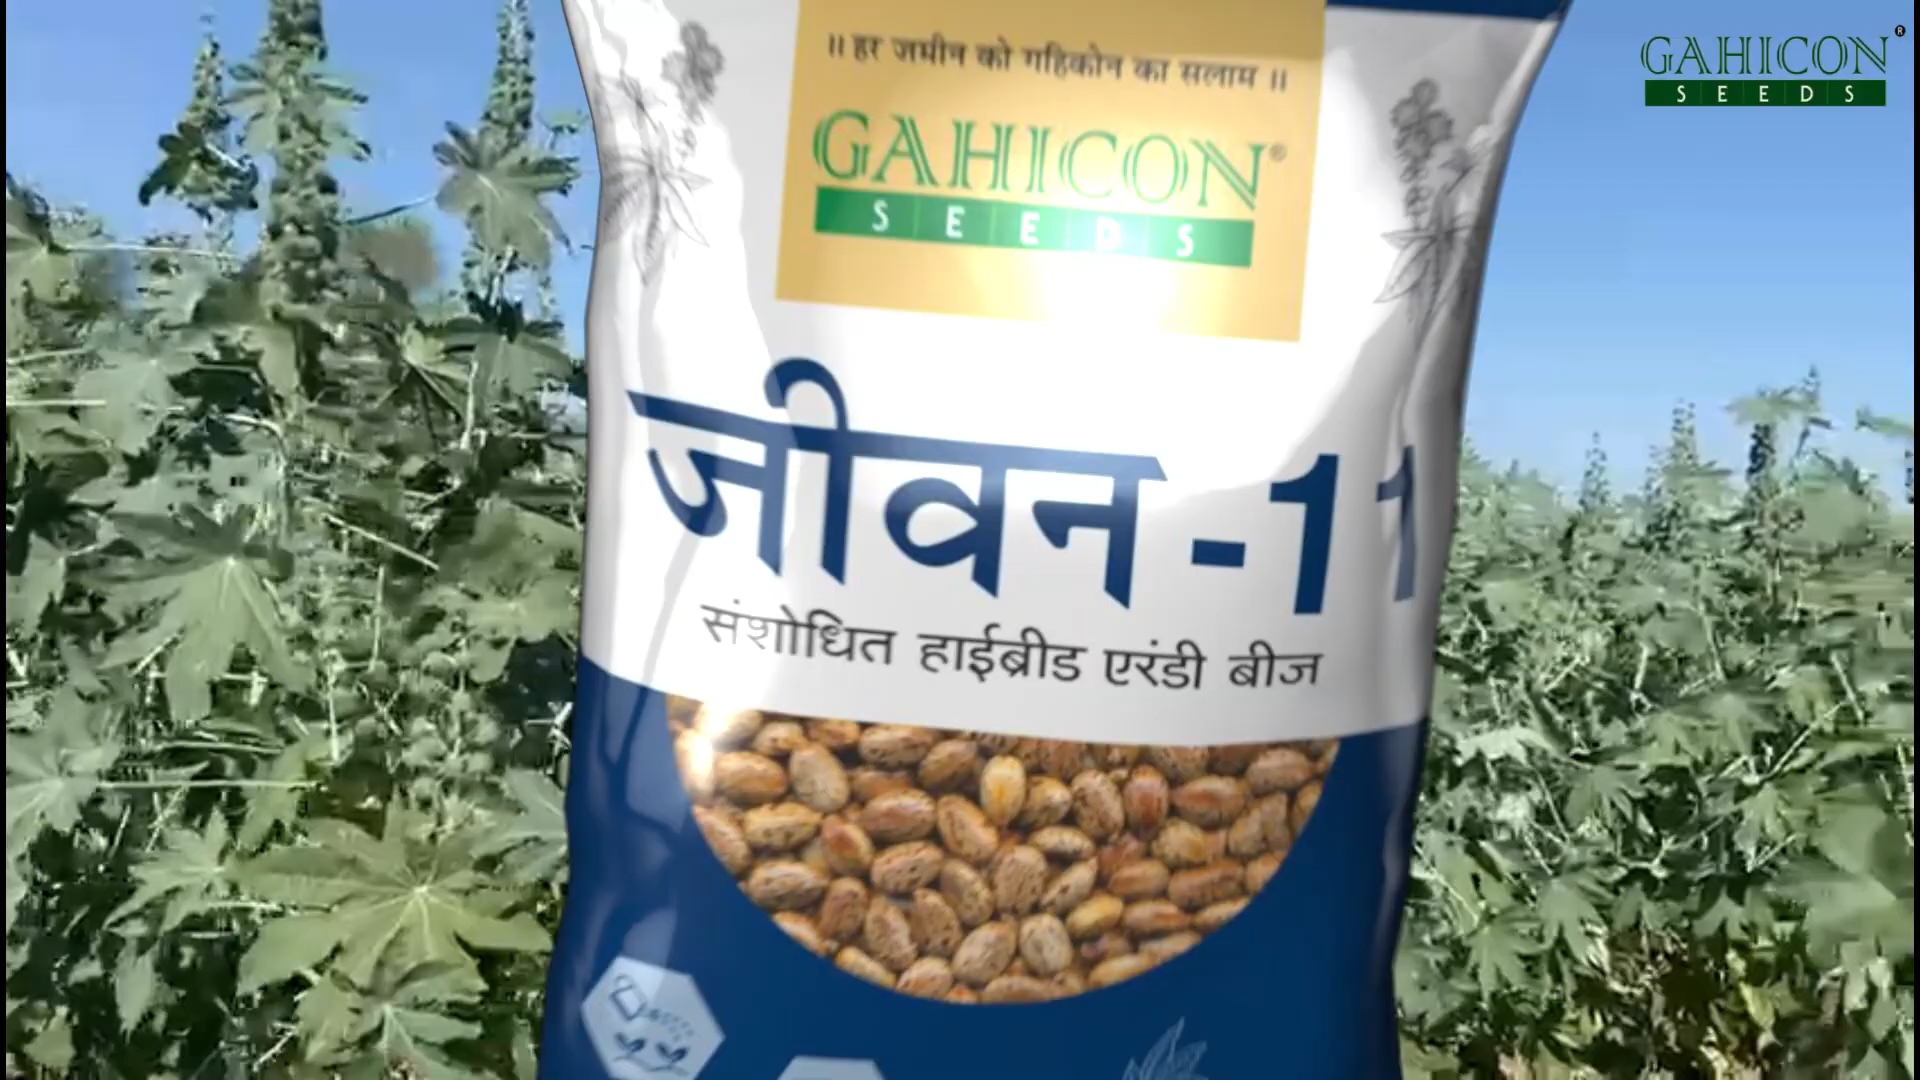 ॥ हर जमीन को गहिकोन का सलाम ॥
GAHICON®
SEEDS
जीवन-11
संशोधित हाईब्रीड एरंडी बीज
GAHICON®
SEEDS